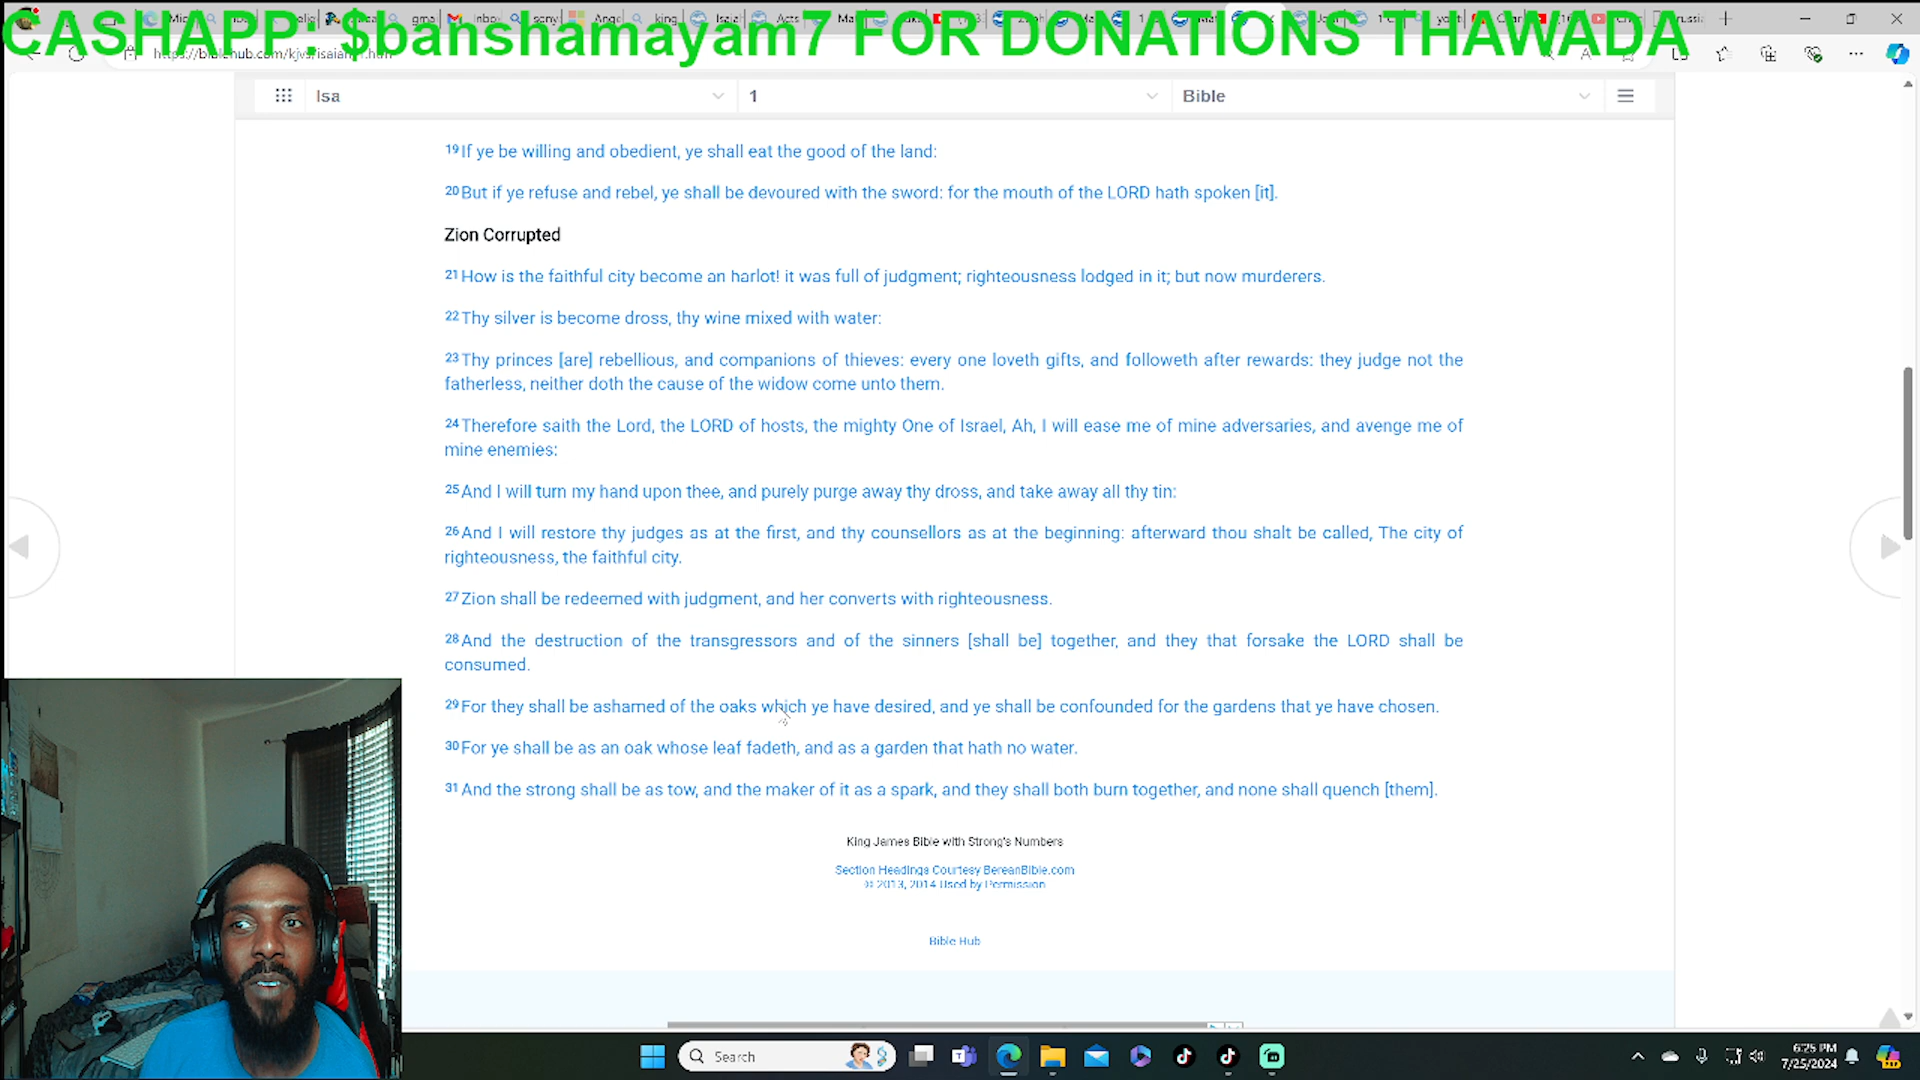 CASHAPP: $banshamayam7 FOR DONATIONS THAWADA
Isa
1
Bible
19 If ye be willing and obedient, ye shall eat the good of the land:
20 But if ye refuse and rebel, ye shall be devoured with the sword: for the mouth of the LORD hath spoken [it].
Zion Corrupted
21 How is the faithful city become an harlot! it was full of judgment; righteousness lodged in it; but now murderers.
22 Thy silver is become dross, thy wine mixed with water:
23 Thy princes [are] rebellious, and companions of thieves: every one loveth gifts, and followeth after rewards: they judge not the
fatherless, neither doth the cause of the widow come unto them.
24 Therefore saith the Lord, the LORD of hosts, the mighty One of Israel, Ah, I will ease me of mine adversaries, and avenge me of
mine enemies:
25 And I will turn my hand upon thee, and purely purge away thy dross, and take away all thy tin:
26 And I will restore thy judges as at the first, and thy counsellors as at the beginning: afterward thou shalt be called, The city of
righteousness, the faithful city.
27 Zion shall be redeemed with judgment, and her converts with righteousness.
28 And the destruction of the transgressors and of the sinners [shall be] together, and they that forsake the LORD shall be
consumed.
29 For they shall be ashamed of the oaks which ye have desired, and ye shall be confounded for the gardens that ye have chosen.
30 For ye shall be as an oak whose leaf fadeth, and as a garden that hath no water.
31 And the strong shall be as tow, and the maker of it as a spark, and they shall both burn together, and none shall quench [them].
King James Bible with Strong's Numbers
Section Headings Courtesy BereanBible.com
© 2013, 2014 Used by Permission
Bible Hub
Search
6:25 PM
7/25/2024